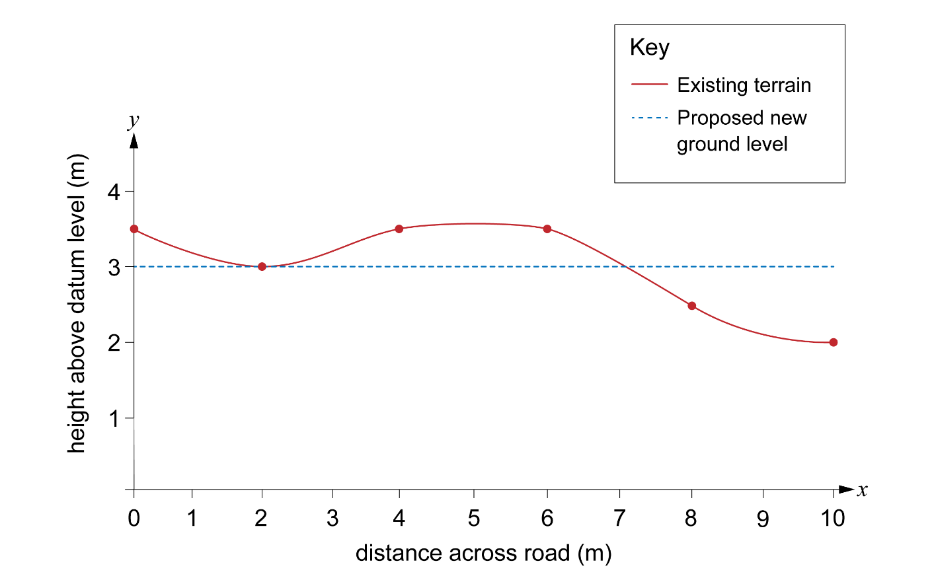 Key
Existing terrain
Proposed new
ground level
y
height above datum level (m)
4
3
2
1
0 1 2 3 4 5 6 7 8 9 10
x
distance across road (m)